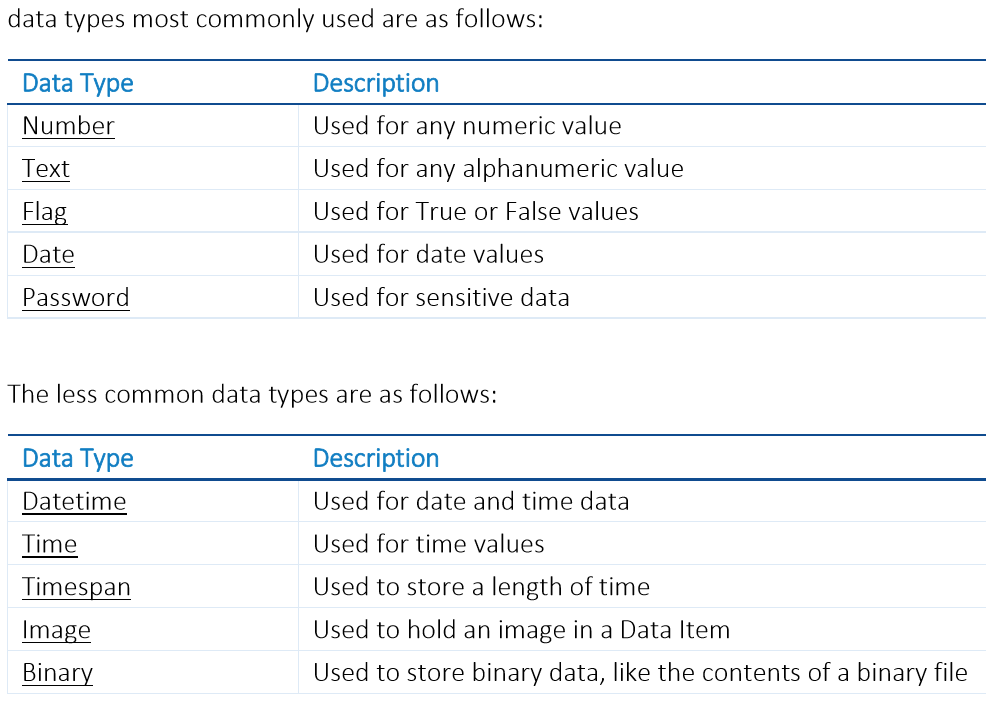 data types most commonly used are as follows:
Data Type Description
Number Used for any numeric value
Text Used for any alphanumeric value
Flag Used for True or False values
Date Used for date values
Password Used for sensitive data
The less common data types are as follows:
Data Type Description
Datetime Used for date and time data
Time Used for time values
Timespan Used to store a length of time
Image Used to hold an image in a Data Item
Binary Used to store binary data, like the contents of a binary file